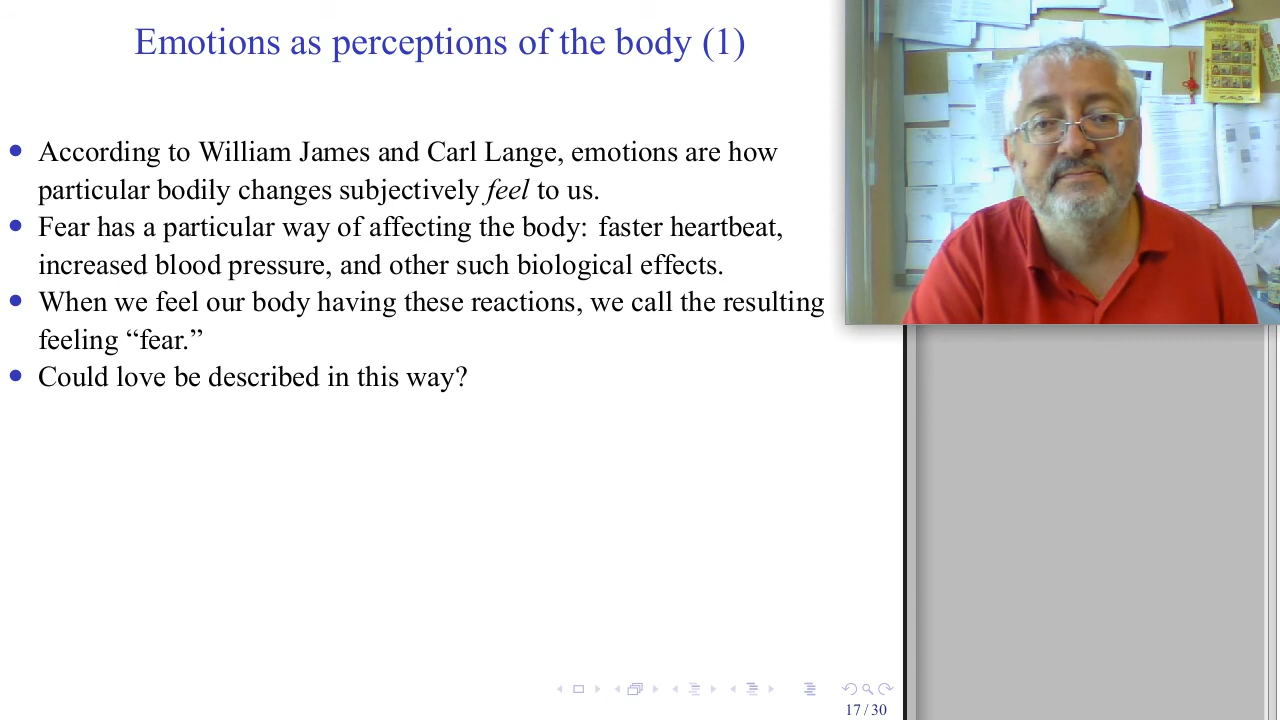 Emotions as perceptions of the body (1)
• According to William James and Carl Lange, emotions are how
particular bodily changes subjectively feel to us.
• Fear has a particular way of affecting the body: faster heartbeat,
increased blood pressure, and other such biological effects.
• When we feel our body having these reactions, we call the resulting
feeling “fear.”
• Could love be described in this way?
17 / 30